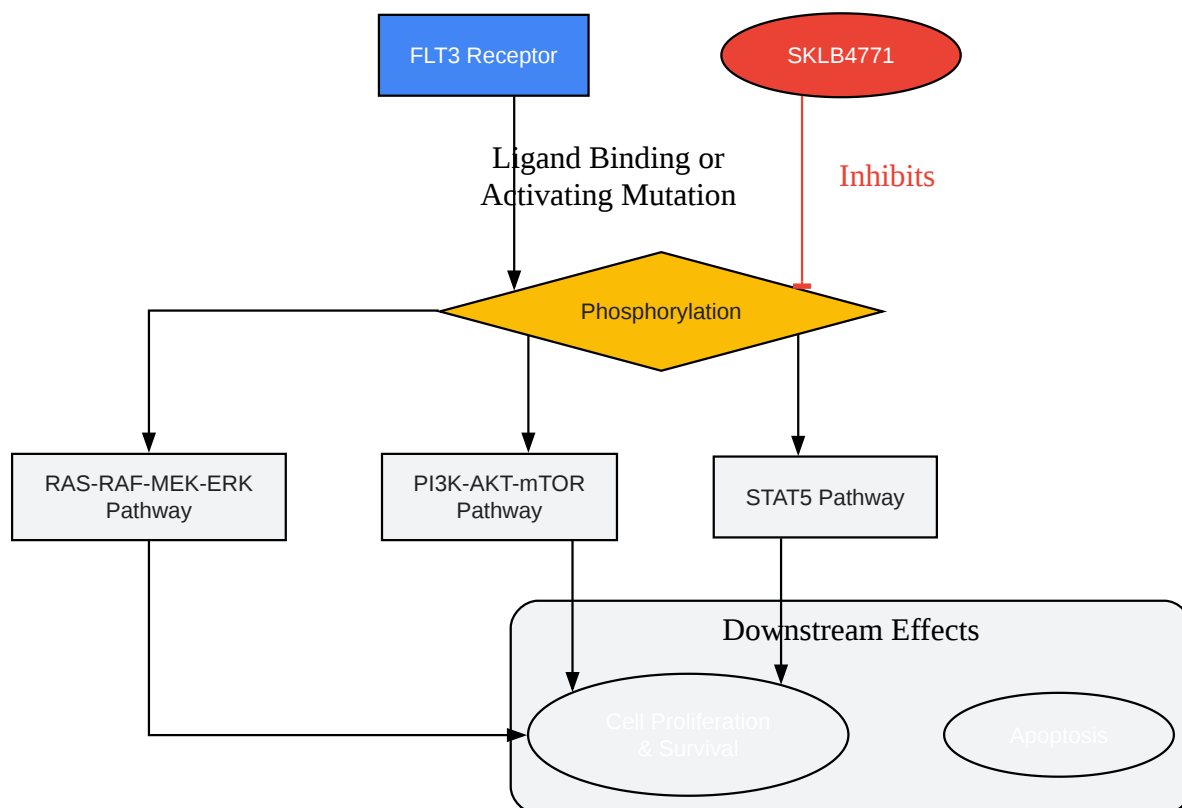 FLT3 Receptor
SKLB4771
Ligand Binding or
Activating Mutation
Inhibits
Phosphorylation
RAS-RAF-MEK-ERK
Pathway
PI3K-AKT-mTOR
Pathway
STAT5 Pathway
Downstream Effects
Cell Proliferation
& Survival
Apoptosis